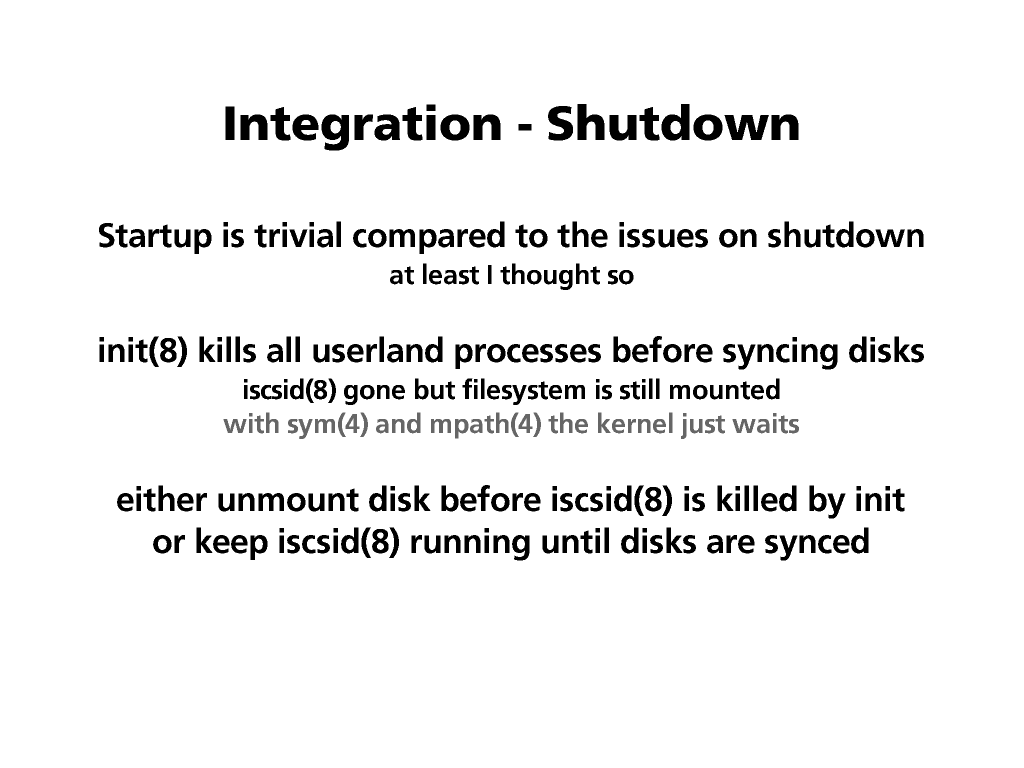 Integration - Shutdown
Startup is trivial compared to the issues on shutdown
at least I thought so
init(8) kills all userland processes before syncing disks
iscsid(8) gone but filesystem is still mounted
with sym(4) and mpath(4) the kernel just waits
either unmount disk before iscsid(8) is killed by init
or keep iscsid(8) running until disks are synced